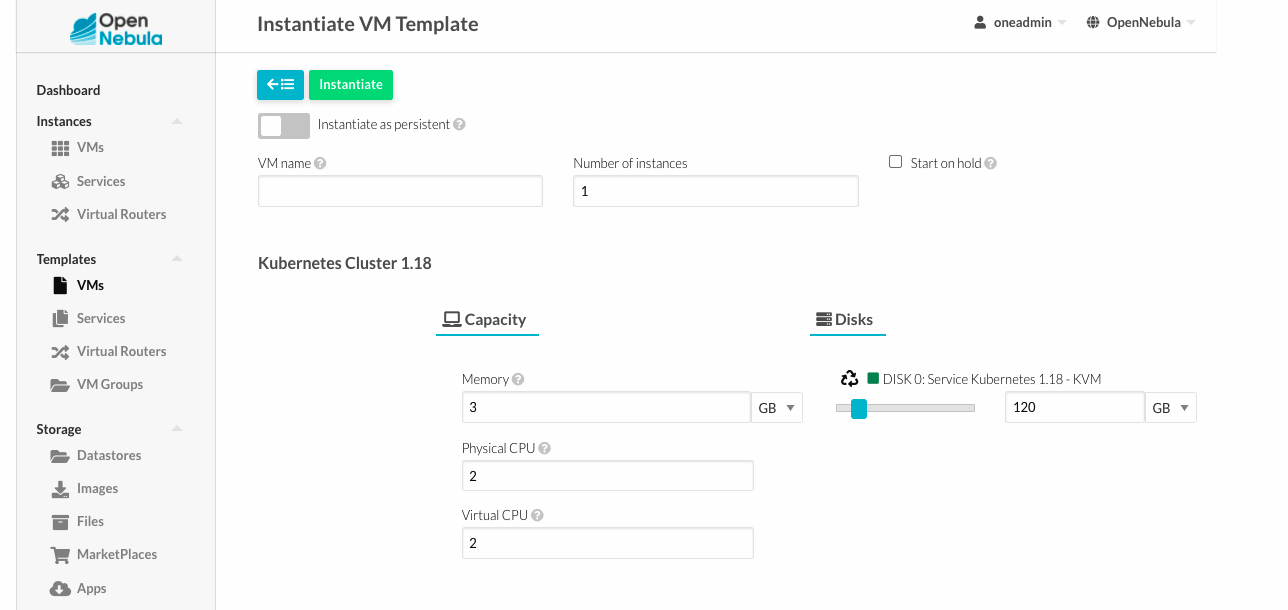 Open
Nebula
Instantiate VM Template
oneadmin
OpenNebula
Dashboard
Instances
VMs
Services
Virtual Routers
Templates
VMs
Services
Virtual Routers
VM Groups
Storage
Datastores
Images
Files
MarketPlaces
Apps
Instantiate
Instantiate as persistent ?
VM name ?
Number of instances
Start on hold ?
1
Kubernetes Cluster 1.18
Capacity
Disks
Memory ?
3 GB
DISK 0: Service Kubernetes 1.18 - KVM
120 GB
Physical CPU ?
2
Virtual CPU ?
2